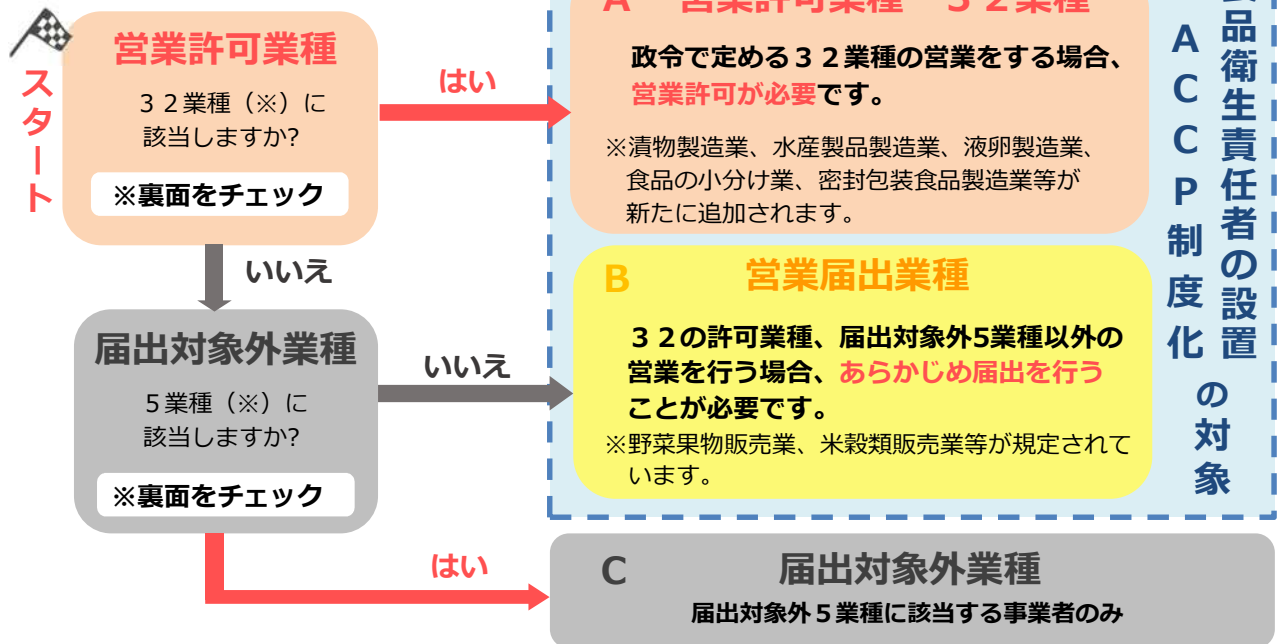 スタート
営業許可業種
３２業種（※）に
該当しますか?
※裏面をチェック
はい
いいえ
届出対象外業種
５業種（※）に
該当しますか?
※裏面をチェック
いいえ
はい
A 営業許可業種 ３２業種
政令で定める３２業種の営業をする場合、
営業許可が必要です。
※漬物製造業、水産製品製造業、液卵製造業、
食品の小分け業、密封包装食品製造業等が
新たに追加されます。
B 営業届出業種
３２の許可業種、届出対象外5業種以外の
営業を行う場合、あらかじめ届出を行う
ことが必要です。
※野菜果物販売業、米穀類販売業等が規定されて
います。
品衛生責任者の設置
ＡＣＣＰ制度化の対象
C 届出対象外業種
届出対象外５業種に該当する事業者のみ